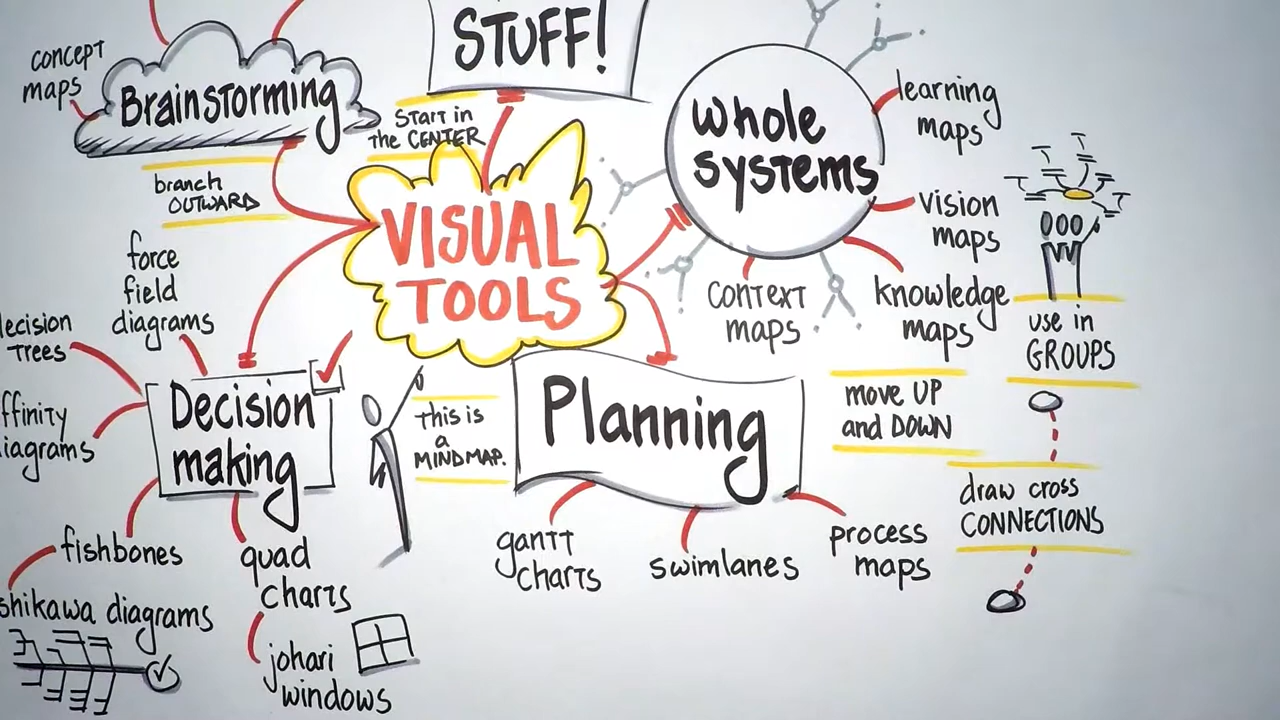 STUFF!
concept
maps
Brainstorming
START in
the CENTER
branch
OUTWARD
VISUAL
TOOLS
Whole
systems
learning
maps
vision
maps
knowledge
maps
CONTEXT
maps
use in
GROUPS
force
field
diagrams
ecision
Trees
ffinity
iagrams
Decision
making
fishbones
shikawa diagrams
quad
charts
johari
windows
This is
a
MINDMAP.
Planning
gantt
charts
swimlanes
process
maps
move UP
and DOWN
draw cross
CONNECTIONS